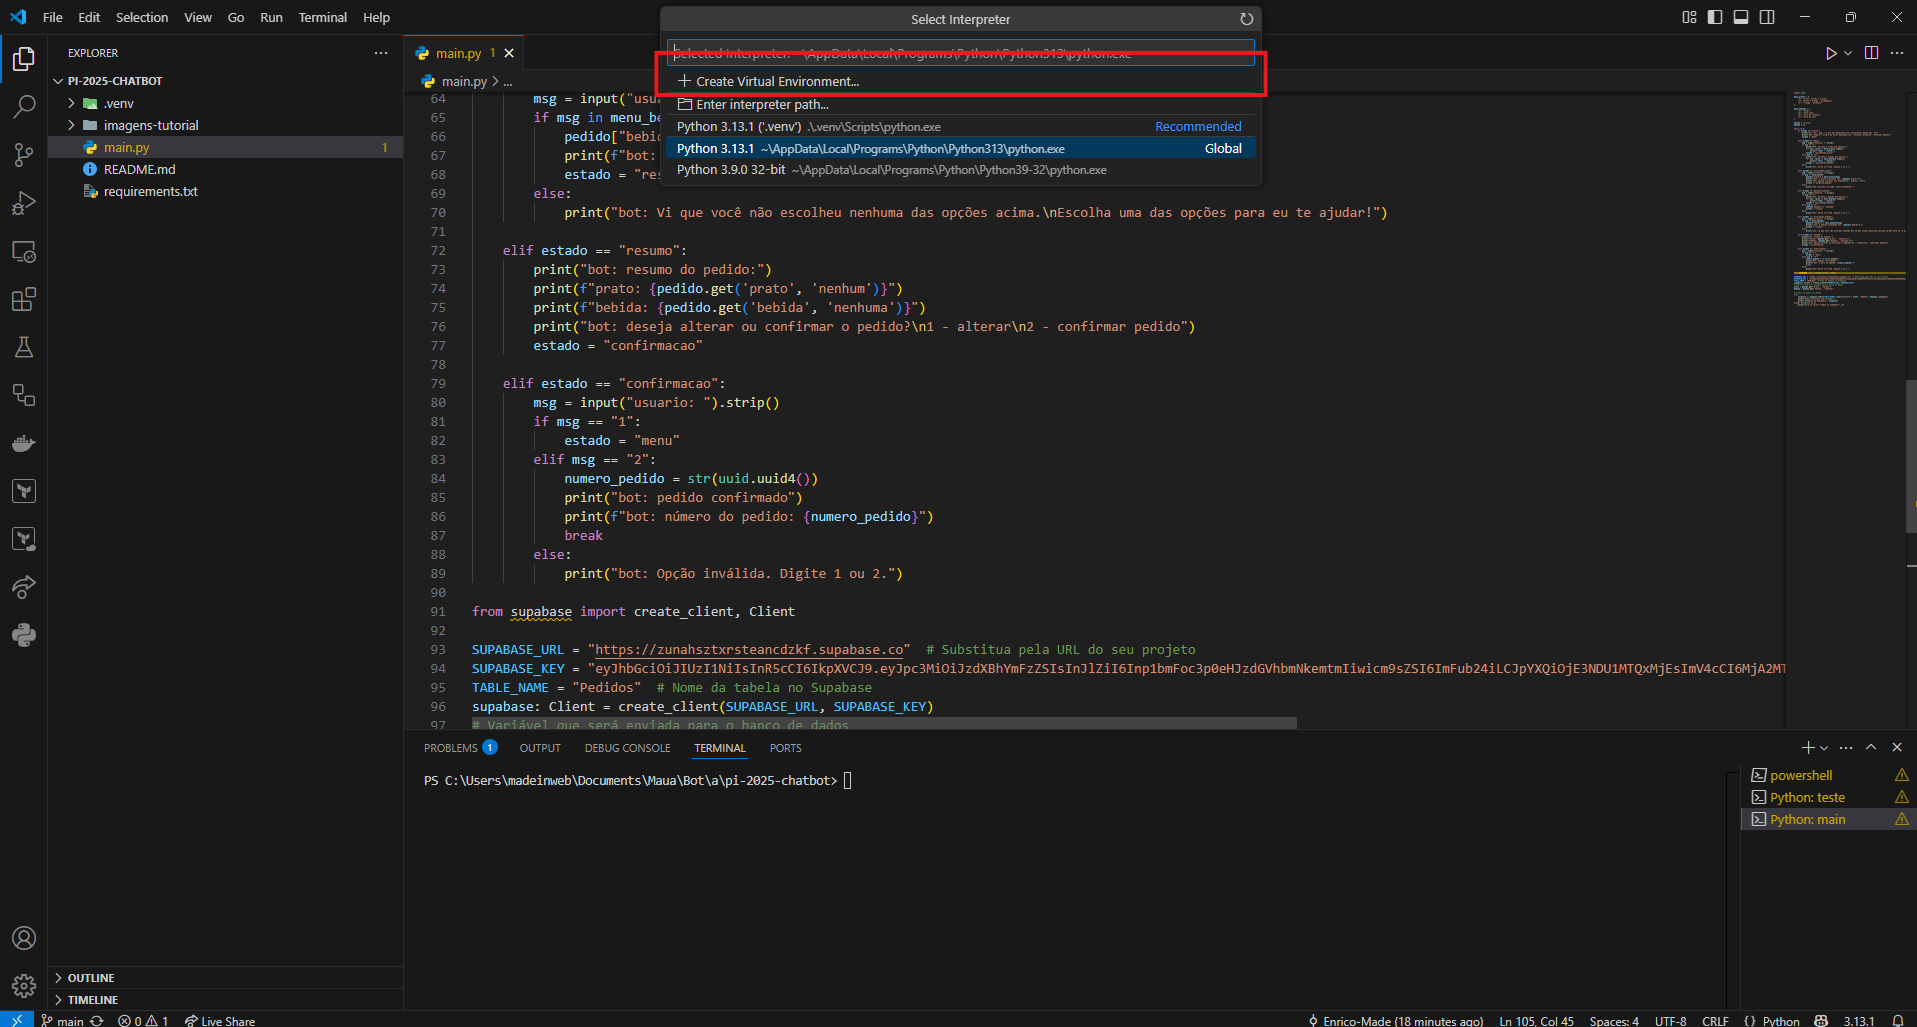 File Edit Selection View Go Run Terminal Help
Select Interpreter
EXPLORER
main.py 1
Selected Interpreter: ~\AppData\Local\Programs\Python\Python313\python.exe
PI-2025-CHATBOT
main.py > ...
Create Virtual Environment...
.venv
Enter interpreter path...
imagens-tutorial
Python 3.13.1 ('.venv') .\.venv\Scripts\python.exe Recommended
main.py 1
Python 3.13.1 ~\AppData\Local\Programs\Python\Python313\python.exe Global
README.md
Python 3.9.0 32-bit ~\AppData\Local\Programs\Python\Python39-32\python.exe
requirements.txt
64 msg = input("usua
65 if msg in menu_be
66 pedido["bebid
67 print(f"bot:
68 estado = "res
69 else:
70 print("bot: Vi que você não escolheu nenhuma das opções acima.\nEscolha uma das opções para eu te ajudar!")
71
72 elif estado == "resumo":
73 print("bot: resumo do pedido:")
74 print(f"prato: {pedido.get('prato', 'nenhum')}")
75 print(f"bebida: {pedido.get('bebida', 'nenhuma')}")
76 print("bot: deseja alterar ou confirmar o pedido?\n1 - alterar\n2 - confirmar pedido")
77 estado = "confirmacao"
78
79 elif estado == "confirmacao":
80 msg = input("usuario: ").strip()
81 if msg == "1":
82 estado = "menu"
83 elif msg == "2":
84 numero_pedido = str(uuid.uuid4())
85 print("bot: pedido confirmado")
86 print(f"bot: número do pedido: {numero_pedido}")
87 break
88 else:
89 print("bot: Opção inválida. Digite 1 ou 2.")
90
91 from supabase import create_client, Client
92
93 SUPABASE_URL = "https://zunahsztxrsteancdzkf.supabase.co" # Substitua pela URL do seu projeto
94 SUPABASE_KEY = 
95 TABLE_NAME = "Pedidos" # Nome da tabela no Supabase
96 supabase: Client = create_client(SUPABASE_URL, SUPABASE_KEY)
97 # Variável que será enviada para o banco de dados
PROBLEMS 1 OUTPUT DEBUG CONSOLE TERMINAL PORTS
PS C:\Users\madeinweb\Documents\Maua\Bot\a\pi-2025-chatbot>
powershell
Python: teste
Python: main
OUTLINE
TIMELINE
main 0 1 Live Share Enrico-Made (18 minutes ago) Ln 105, Col 45 Spaces: 4 UTF-8 CRLF {} Python 3.13.1